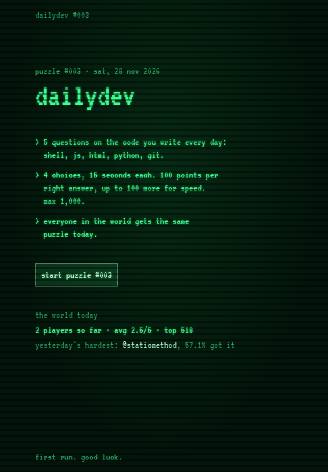 dailydev #003
puzzle #003 · sat, 28 nov 2026
dailydev
> 5 questions on the code you write every day:
shell, js, html, python, git.
> 4 choices, 15 seconds each. 100 points per
right answer, up to 100 more for speed.
max 1,000.
> everyone in the world gets the same
puzzle today.
start puzzle #003
the world today
2 players so far · avg 2.5/5 · top 510
yesterday's hardest: @staticmethod, 57.1% got it
first run. good luck.